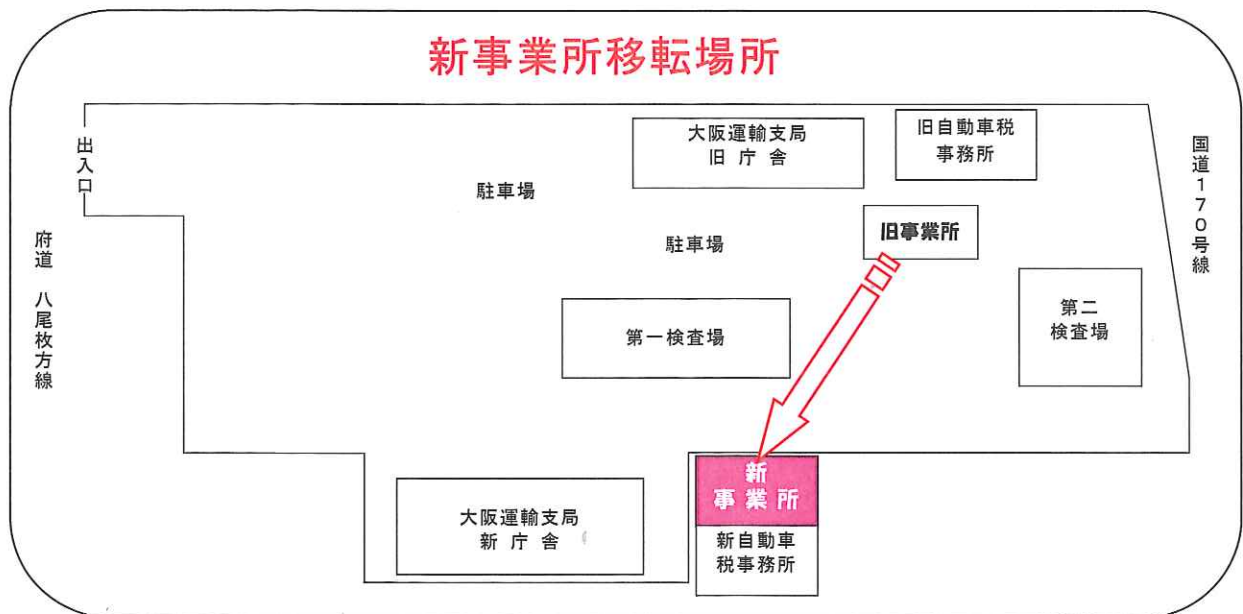 新事業所移転場所
出入口
大阪運輸支局
旧庁舎
旧自動車税
事務所
国道170号線
駐車場
府道 八尾枚方線
駐車場
旧事業所
第一検査場
第二
検査場
新
事業所
大阪運輸支局
新庁舎
新自動車
税事務所